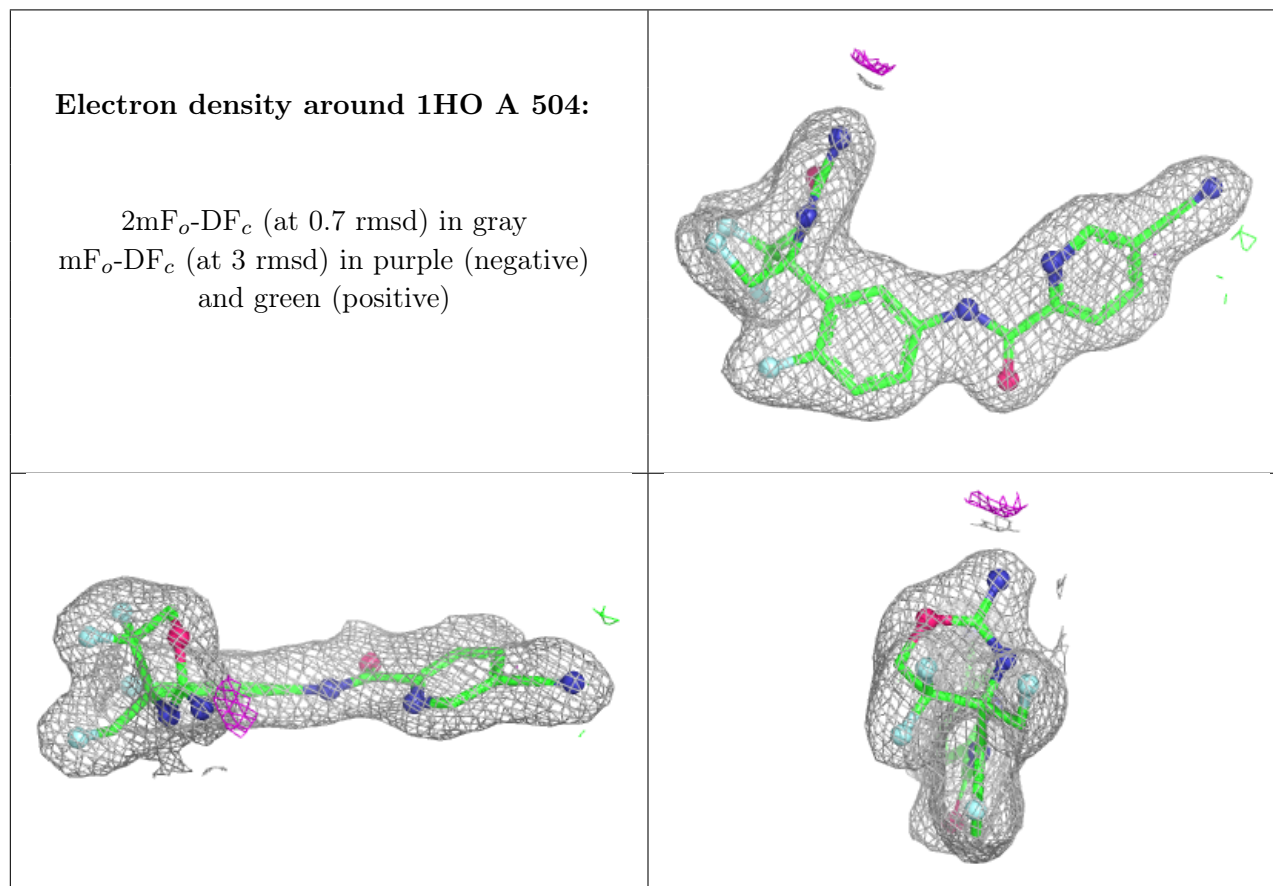 Electron density around 1HO A 504:
2mFo-DFc (at 0.7 rmsd) in gray
mFo-DFc (at 3 rmsd) in purple (negative)
and green (positive)